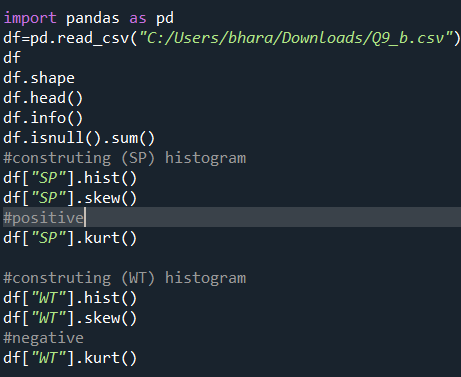 import pandas as pd
df=pd.read_csv("C:/Users/bhara/Downloads/Q9_b.csv")
df
df.shape
df.head()
df.info()
df.isnull().sum()
#construting (SP) histogram
df["SP"].hist()
df["SP"].skew()
#positive
df["SP"].kurt()
#construting (WT) histogram
df["WT"].hist()
df["WT"].skew()
#negative
df["WT"].kurt()